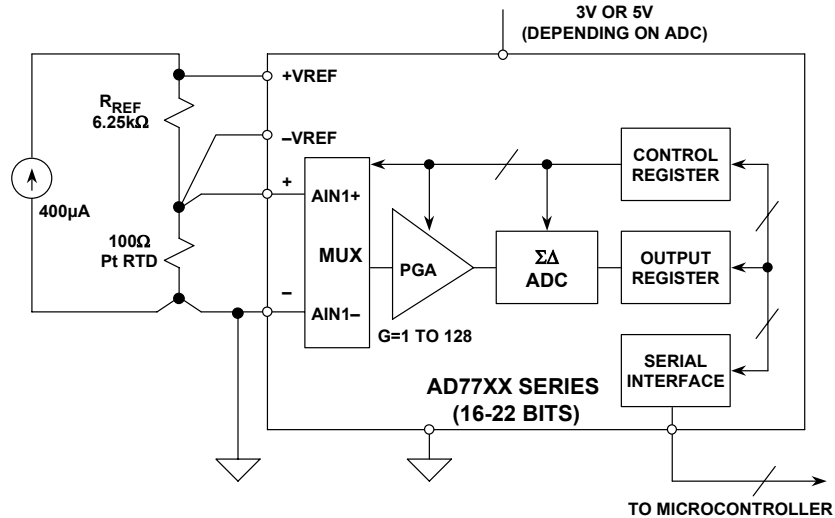 3V OR 5V
(DEPENDING ON ADC)
+VREF
RREF
6.25kΩ
–VREF
+
AIN1+
400µA
100Ω
Pt RTD
MUX
PGA
ΣΔ
ADC
CONTROL
REGISTER
OUTPUT
REGISTER
–
AIN1–
G=1 TO 128
SERIAL
INTERFACE
AD77XX SERIES
(16-22 BITS)
TO MICROCONTROLLER